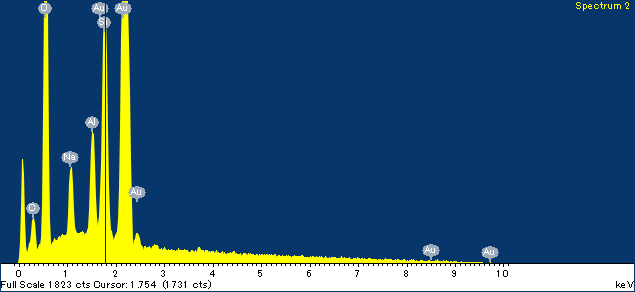 Spectrum 2
O Au Au
Si
Al
Na
Au
C
Au Au
0 1 2 3 4 5 6 7 8 9 10
Full Scale 1823 cts Cursor: 1.754 (1731 cts) keV